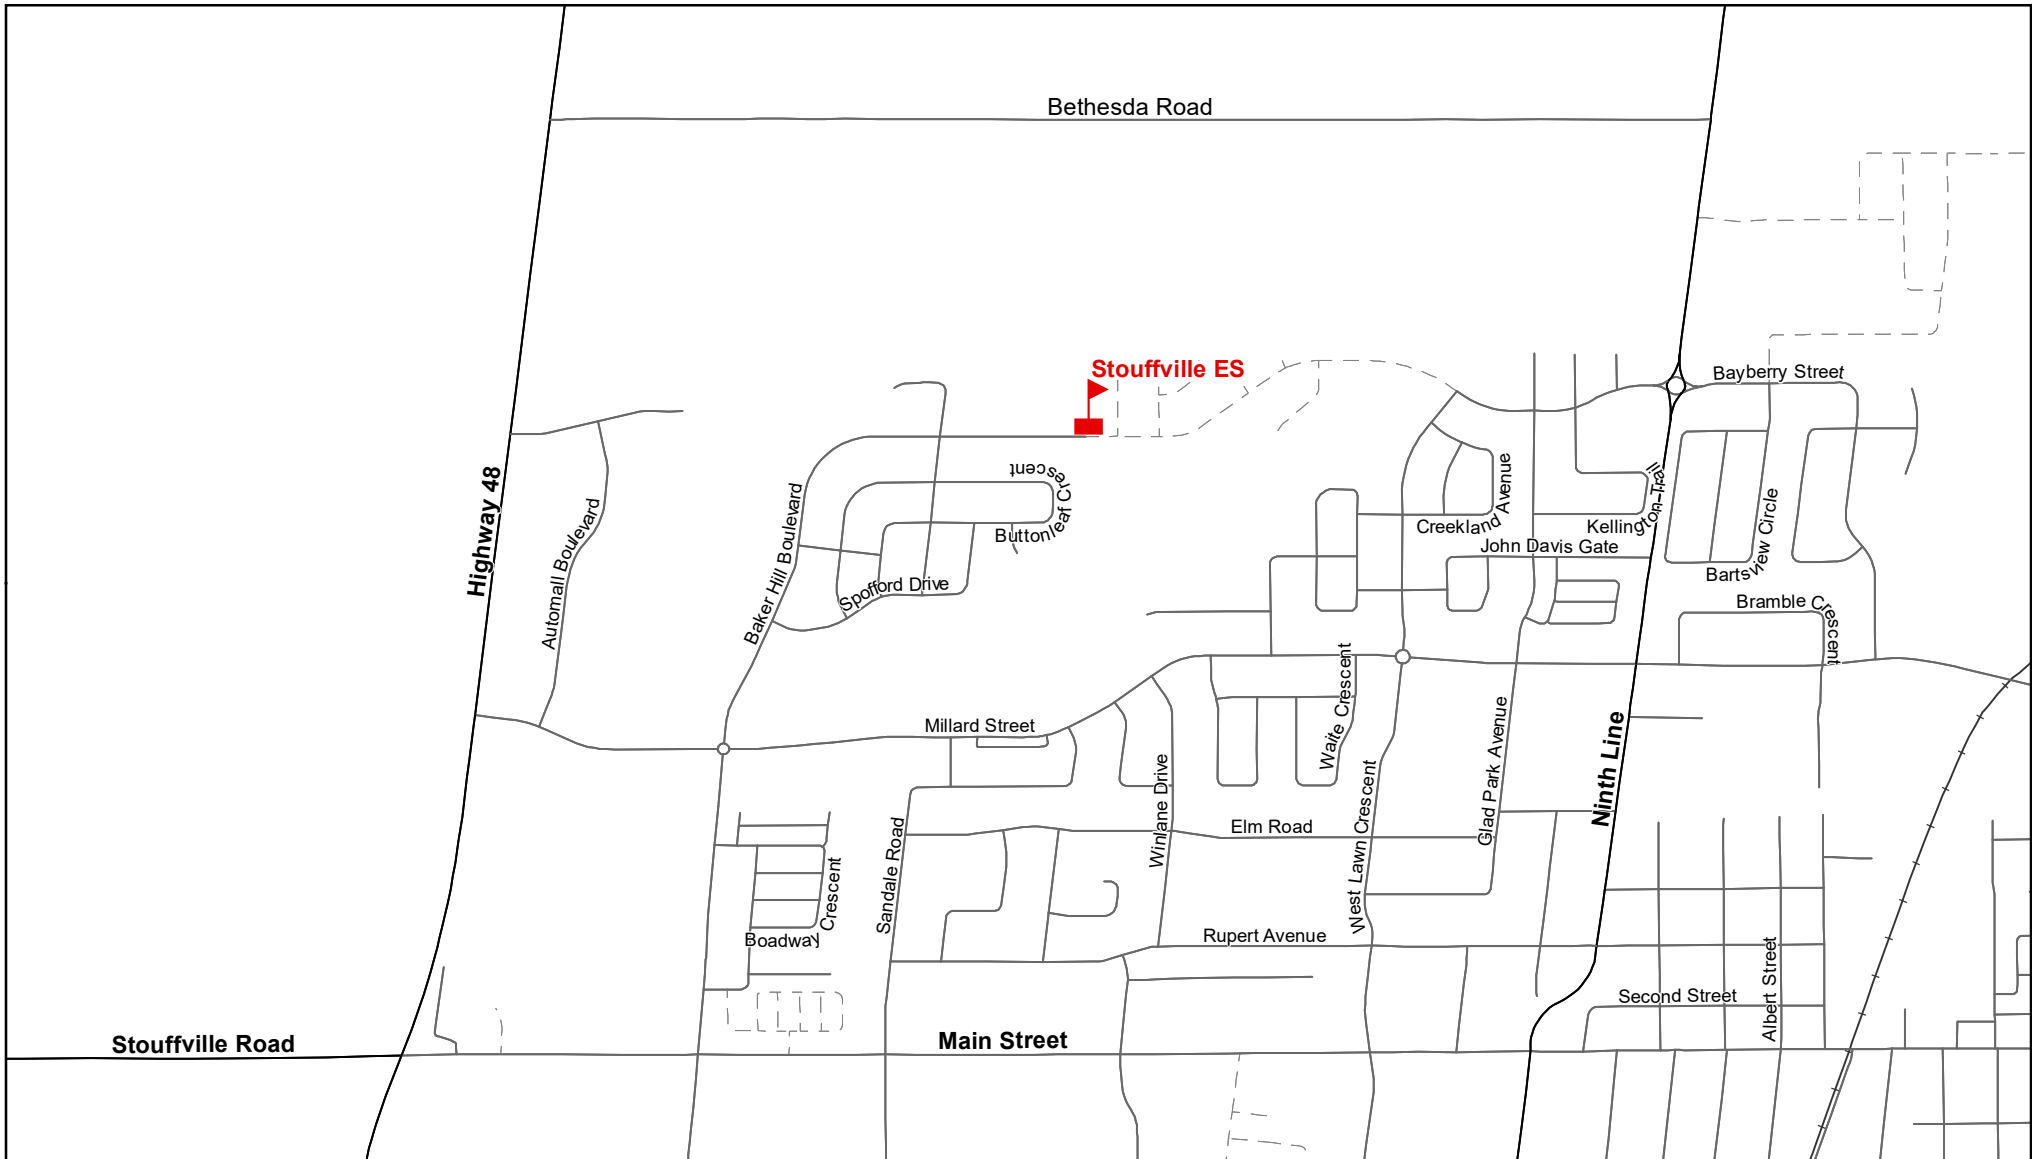 Bethesda Road
Stouffville ES
Bayberry Street
Highway 48
Automall Boulevard
Baker Hill Boulevard
Buttonleaf Crescent
Spofford Drive
Creekland Avenue
Kellington Trail
John Davis Gate
Bartsview Circle
Bramble Crescent
Millard Street
Waite Crescent
Glad Park Avenue
Ninth Line
Winlane Drive
West Lawn Crescent
Elm Road
Sandale Road
Boadway Crescent
Rupert Avenue
Second Street
Albert Street
Stouffville Road
Main Street